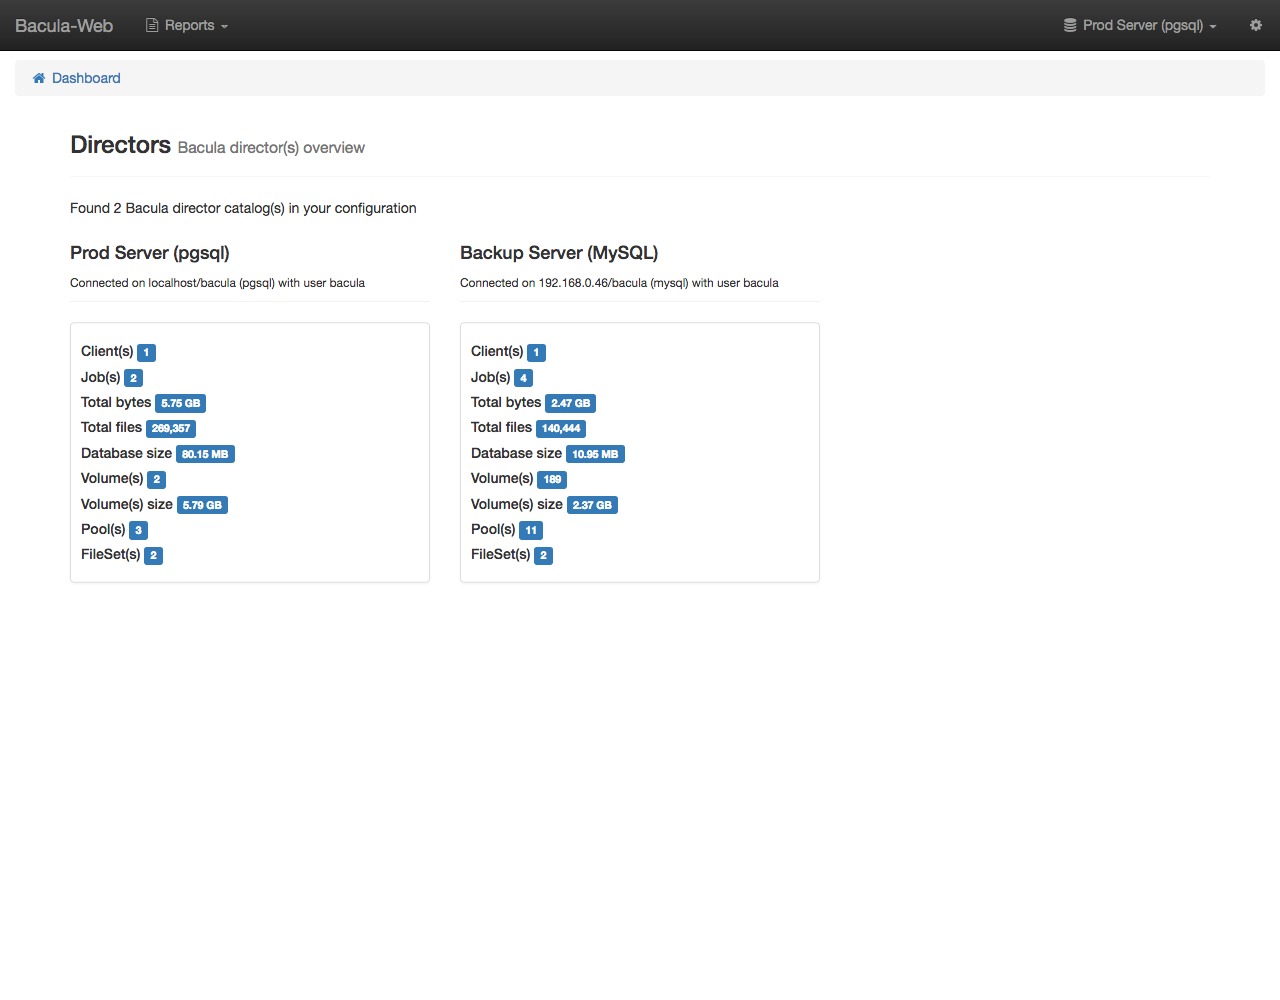 Bacula-Web Reports Prod Server (pgsql)
Dashboard
Directors Bacula director(s) overview
Found 2 Bacula director catalog(s) in your configuration
Prod Server (pgsql)
Connected on localhost/bacula (pgsql) with user bacula
Client(s) 1
Job(s) 2
Total bytes 5.75 GB
Total files 269,357
Database size 80.15 MB
Volume(s) 2
Volume(s) size 5.79 GB
Pool(s) 3
FileSet(s) 2
Backup Server (MySQL)
Connected on 192.168.0.46/bacula (mysql) with user bacula
Client(s) 1
Job(s) 4
Total bytes 2.47 GB
Total files 140,444
Database size 10.95 MB
Volume(s) 189
Volume(s) size 2.37 GB
Pool(s) 11
FileSet(s) 2